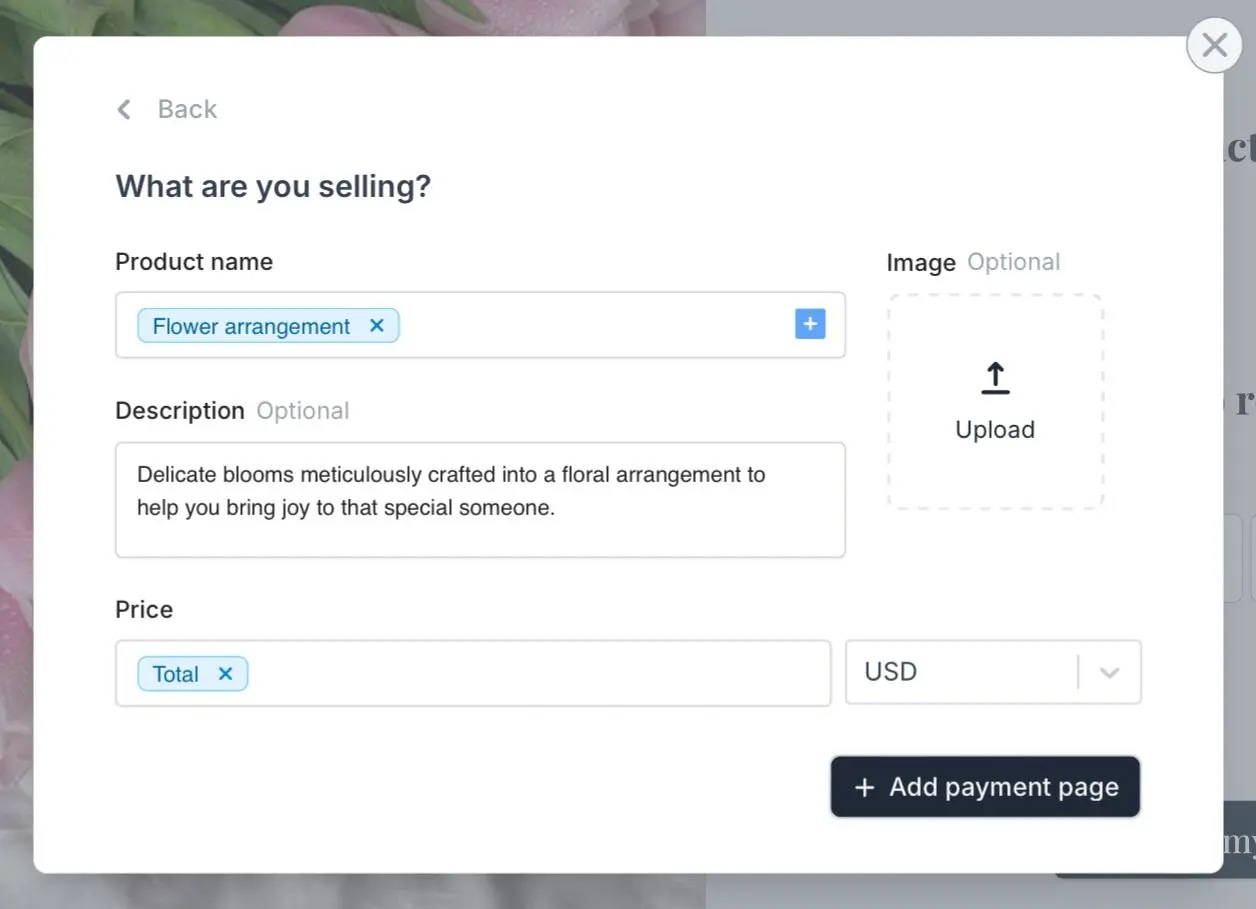 Back
What are you selling?
Product name
Image Optional
Flower arrangement
Description Optional
Upload
Delicate blooms meticulously crafted into a floral arrangement to
help you bring joy to that special someone.
Price
Total
USD
+ Add payment page